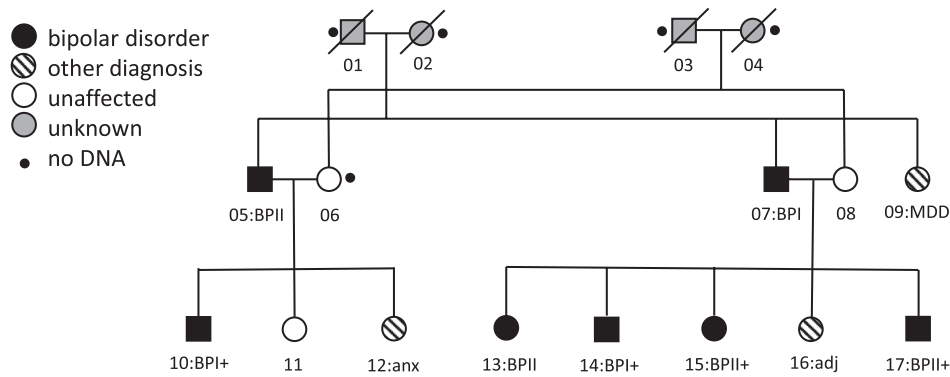 bipolar disorder
other diagnosis
unaffected
unknown
no DNA
01 02 03 04
05:BPII 06 07:BPI 08 09:MDD
10:BPI+ 11 12:anx 13:BPII 14:BPI+ 15:BPII+ 16:adj 17:BPII+